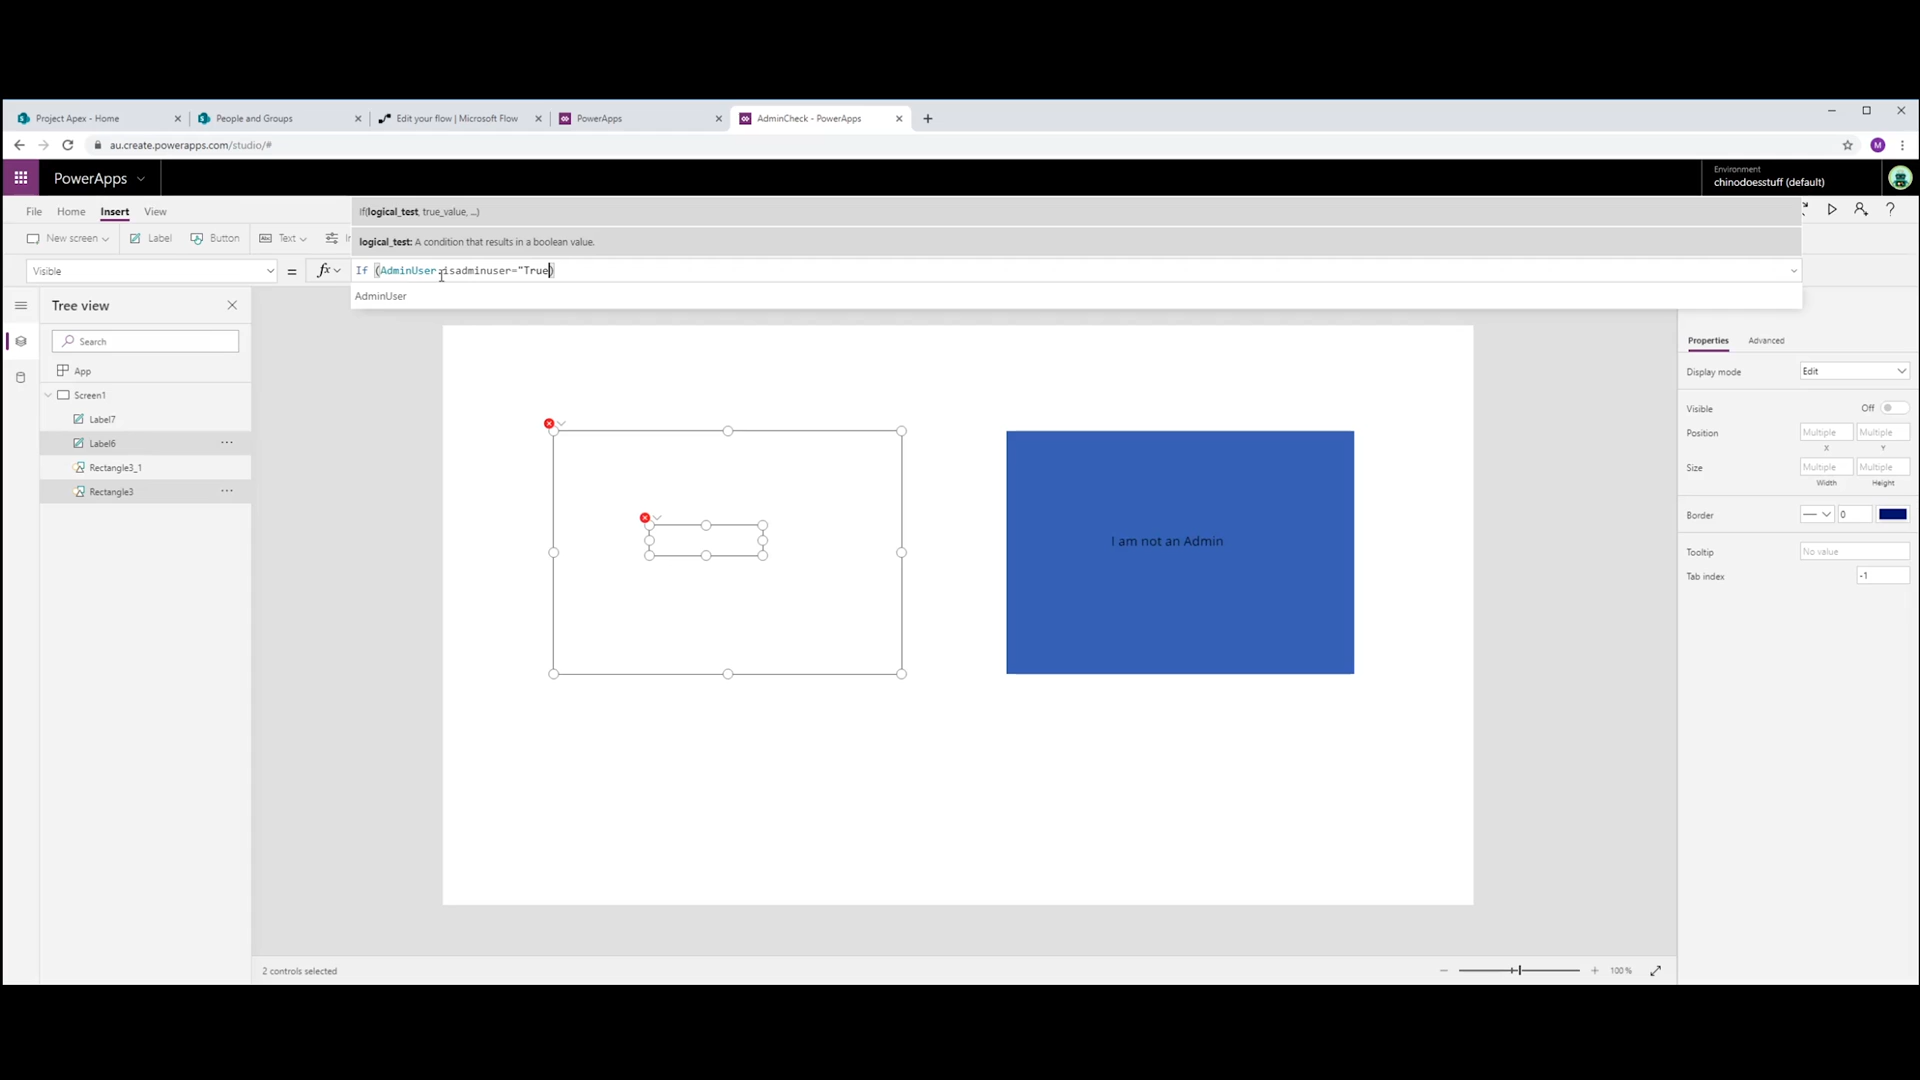 Project Apex - Home
People and Groups
Edit your flow | Microsoft Flow
PowerApps
AdminCheck - PowerApps
au.create.powerapps.com/studio/#
M
PowerApps
Environment
chinodoesstuff (default)
File Home Insert View
If(logical_test, true_value, ...)
New screen Label Button Text
logical_test: A condition that results in a boolean value.
Visible = fx If (AdminUser.isadminuser="True)
AdminUser
Tree view
Search
App
Screen1
Label7
Label6
Rectangle3_1
Rectangle3
I am not an Admin
Properties Advanced
Display mode Edit
Visible Off
Position Multiple Multiple
X Y
Size Multiple Multiple
Width Height
Border 0
Tooltip No value
Tab index -1
2 controls selected
100 %